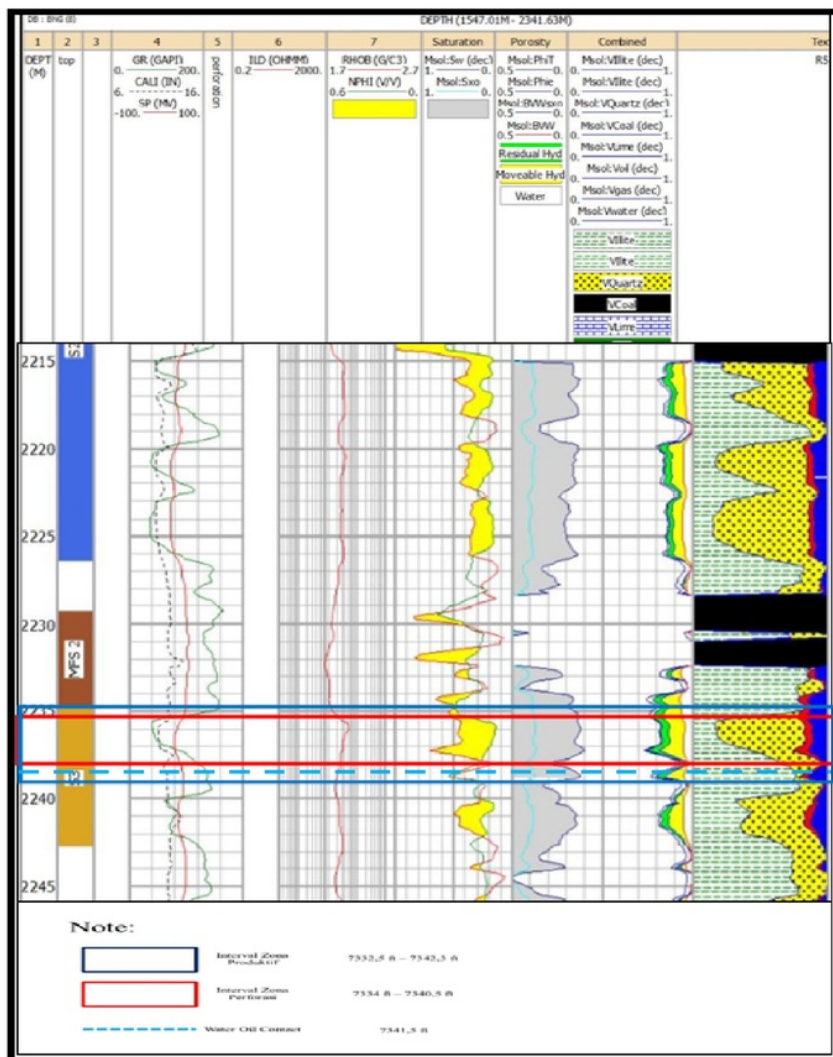 DB : BNG (8) DEPTH (1547.01M - 2341.63M)
1 2 3 4 5 6 7 Saturation Porosity Combined Tex
DEPT (M) top GR (GAPI) perforation ILD (OHMM) RHOB (G/C3) Msol:Sw (dec) Msol:PhiT Msol:VIllite (dec) RS
0. 200. 0.2 2000. 1.7 2.7 1. 0. 0.5 0. 0. 1.
CALI (IN) NPHI (V/V) Msol:Sxo Msol:Phie Msol:VIlite (dec)
6. 16. 0.6 0. 1. 0. 0.5 0. 0. 1.
SP (MV) Msol:BVWsxo Msol:VQuartz (dec)
-100. 100. 0.5 0. 0. 1.
Msol:BVW Msol:VCoal (dec)
0.5 0. 0. 1.
Residual Hyd Msol:VLime (dec)
0. 1.
Moveable Hyd Msol:Voil (dec)
0. 1.
Water Msol:Vgas (dec)
0. 1.
Msol:Vwater (dec)
0. 1.
VIllite
VIlite
VQuartz
VCoal
VLime
2215
2220
2225
2230
MFS 2
2235
2240
2245
Note:
Interval Zona
Produktif 7332,5 ft – 7342,3 ft
Interval Zona
Perforasi 7334 ft – 7340,5 ft
Water Oil Contact 7341,5 ft